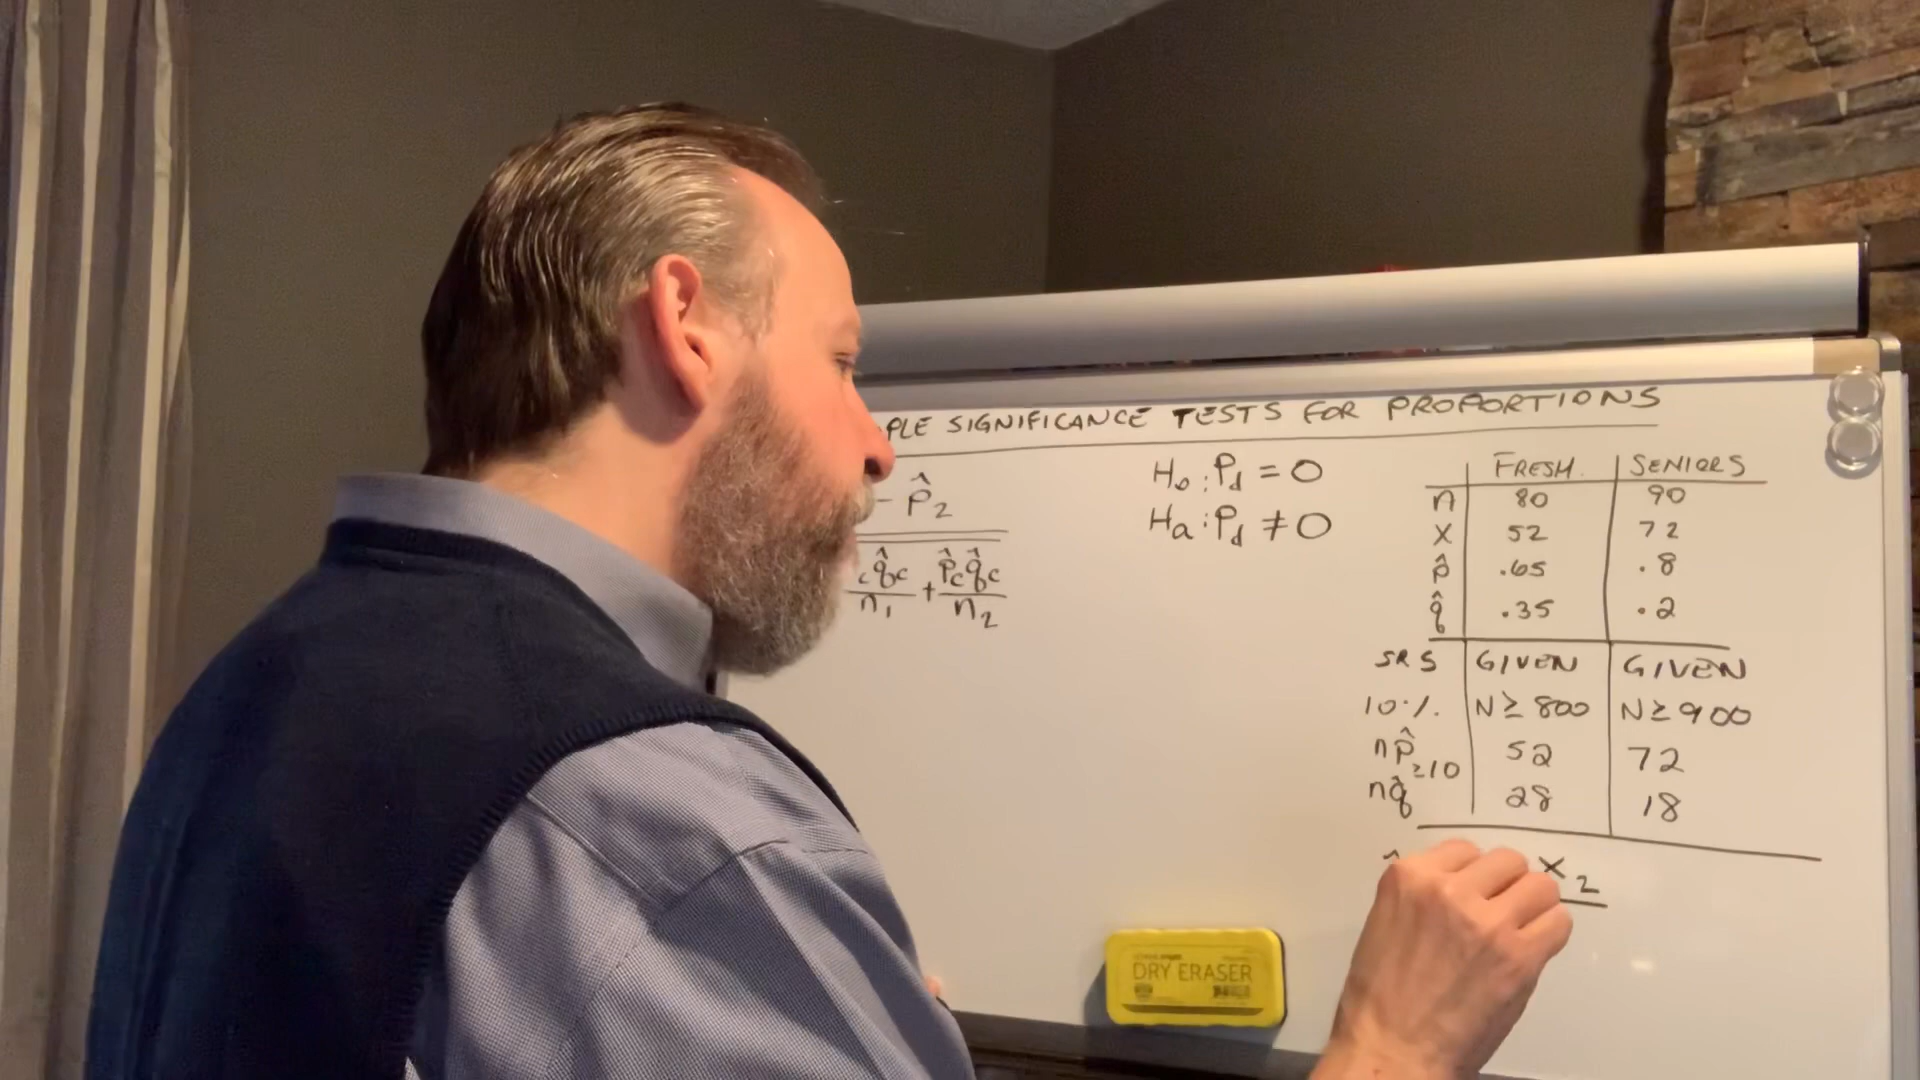 PLE SIGNIFICANCE TESTS FOR PROPORTIONS
- p̂₂
cq̂c/n₁ + p̂cq̂c/n₂
H₀: Pd = 0
Ha: Pd ≠ 0
FRESH. SENIORS
n 80 90
x 52 72
p̂ .65 .8
q̂ .35 .2
SRS GIVEN GIVEN
10% N≥800 N≥900
np̂ 52 72
≥10
nq̂ 28 18
x₂
DRY ERASER